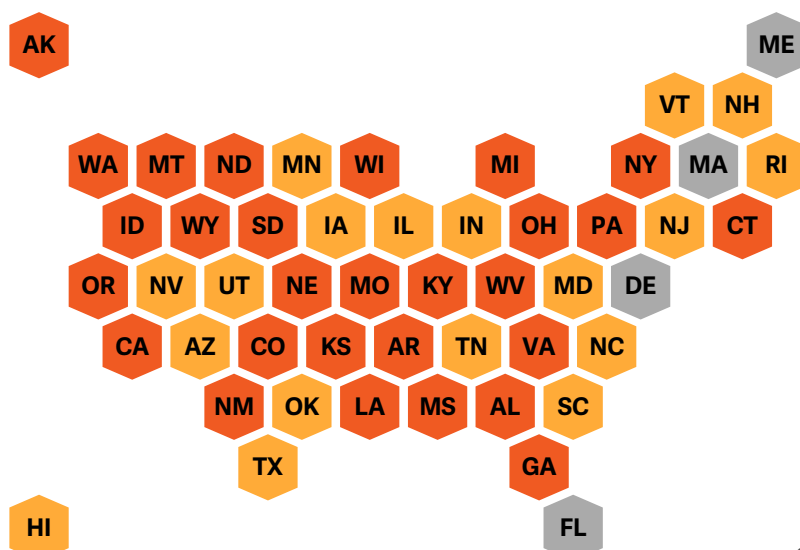 AK ME
VT NH
WA MT ND MN WI MI NY MA RI
ID WY SD IA IL IN OH PA NJ CT
OR NV UT NE MO KY WV MD DE
CA AZ CO KS AR TN VA NC
NM OK LA MS AL SC
TX GA
HI FL